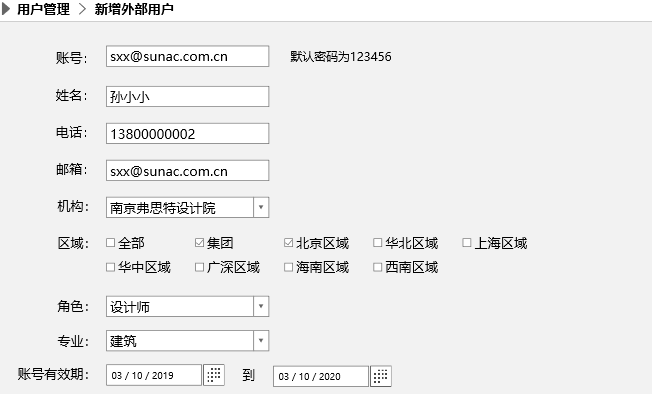 用户管理 > 新增外部用户
账号： sxx@sunac.com.cn 默认密码为123456
姓名： 孙小小
电话： 13800000002
邮箱： sxx@sunac.com.cn
机构： 南京弗思特设计院
区域： 全部 集团 北京区域 华北区域 上海区域
华中区域 广深区域 海南区域 西南区域
角色： 设计师
专业： 建筑
账号有效期： 03 / 10 / 2019 到 03 / 10 / 2020